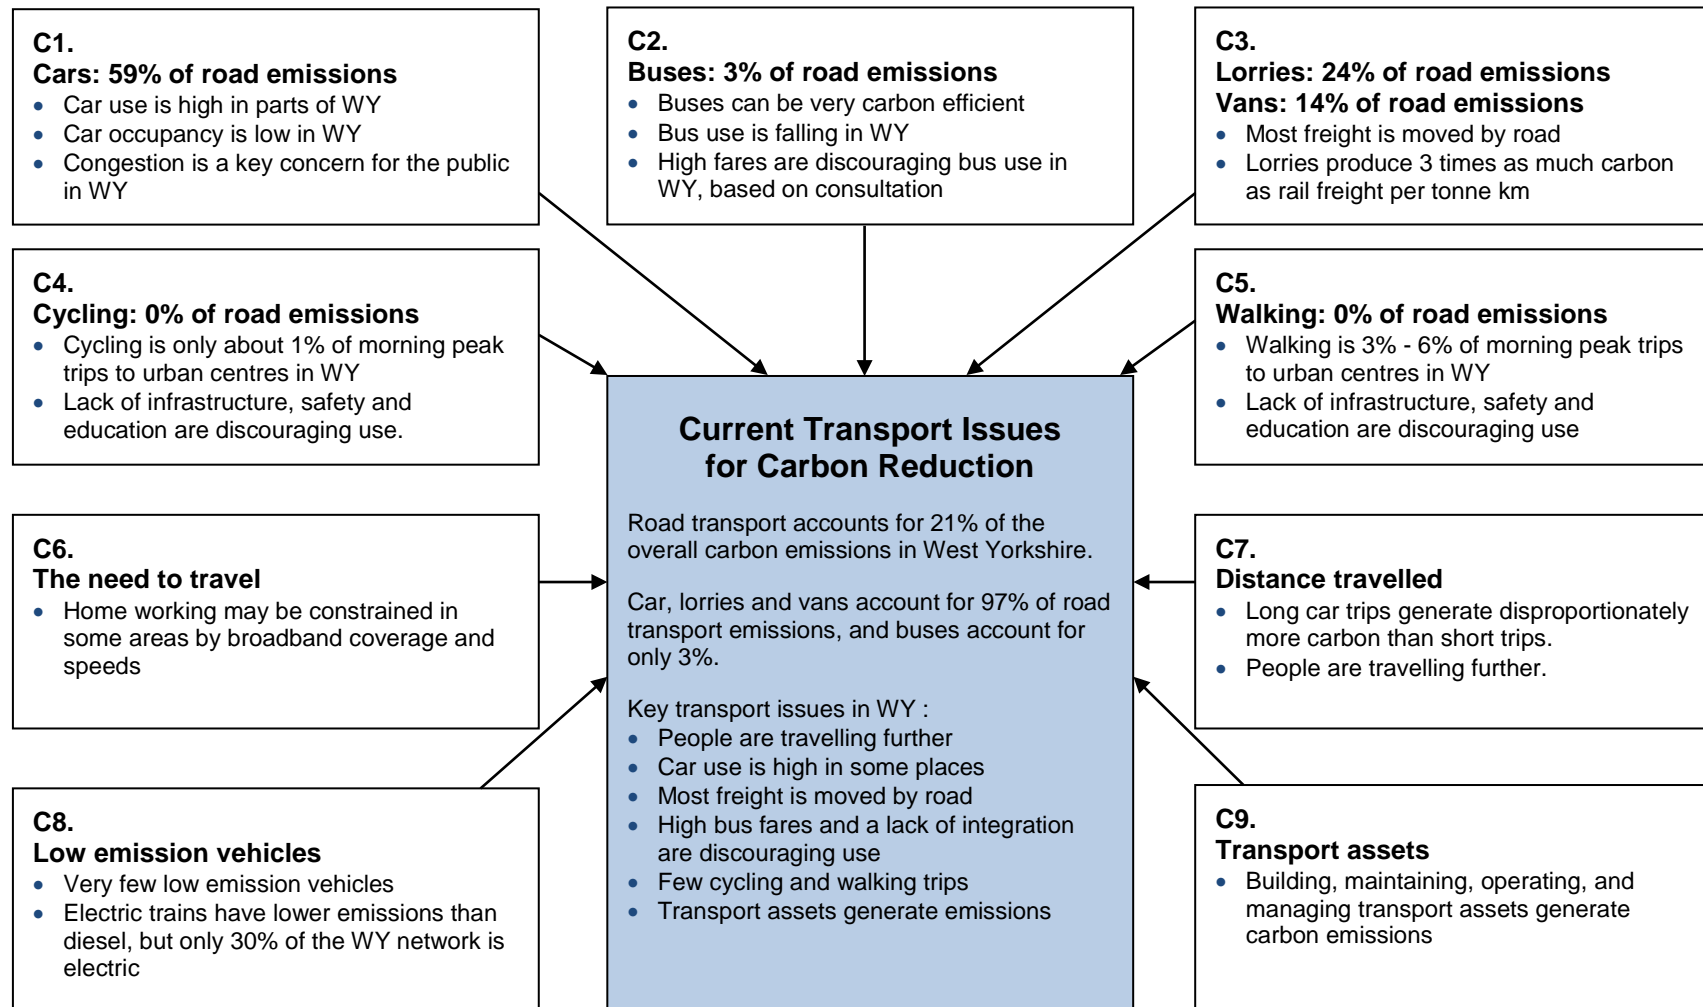 C1.
Cars: 59% of road emissions
• Car use is high in parts of WY
• Car occupancy is low in WY
• Congestion is a key concern for the public
in WY
C2.
Buses: 3% of road emissions
• Buses can be very carbon efficient
• Bus use is falling in WY
• High fares are discouraging bus use in
WY, based on consultation
C3.
Lorries: 24% of road emissions
Vans: 14% of road emissions
• Most freight is moved by road
• Lorries produce 3 times as much carbon
as rail freight per tonne km
C4.
Cycling: 0% of road emissions
• Cycling is only about 1% of morning peak
trips to urban centres in WY
• Lack of infrastructure, safety and
education are discouraging use.
C5.
Walking: 0% of road emissions
• Walking is 3% - 6% of morning peak trips
to urban centres in WY
• Lack of infrastructure, safety and
education are discouraging use
Current Transport Issues
for Carbon Reduction
Road transport accounts for 21% of the
overall carbon emissions in West Yorkshire.
Car, lorries and vans account for 97% of road
transport emissions, and buses account for
only 3%.
Key transport issues in WY :
• People are travelling further
• Car use is high in some places
• Most freight is moved by road
• High bus fares and a lack of integration
are discouraging use
• Few cycling and walking trips
• Transport assets generate emissions
C6.
The need to travel
• Home working may be constrained in
some areas by broadband coverage and
speeds
C7.
Distance travelled
• Long car trips generate disproportionately
more carbon than short trips.
• People are travelling further.
C8.
Low emission vehicles
• Very few low emission vehicles
• Electric trains have lower emissions than
diesel, but only 30% of the WY network is
electric
C9.
Transport assets
• Building, maintaining, operating, and
managing transport assets generate
carbon emissions